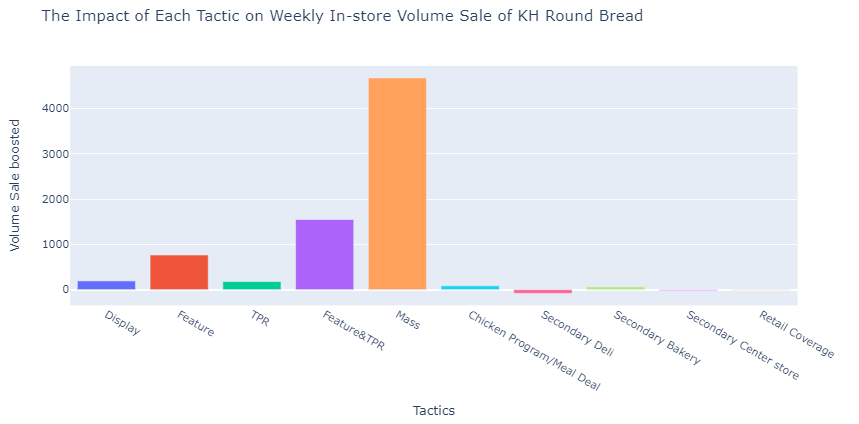 The Impact of Each Tactic on Weekly In-store Volume Sale of KH Round Bread
Volume Sale boosted
4000
3000
2000
1000
0
Display
Feature
TPR
Feature&TPR
Mass
Chicken Program/Meal Deal
Secondary Deli
Secondary Bakery
Secondary Center store
Retail Coverage
Tactics